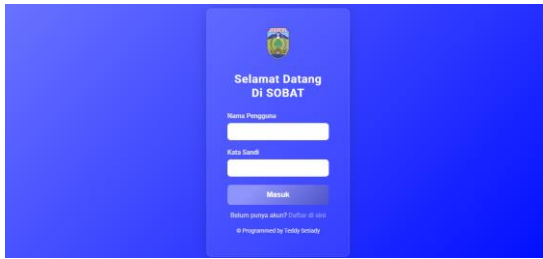 Selamat Datang
Di SOBAT
Nama Pengguna
Kata Sandi
Masuk
Belum punya akun? Daftar di sini
© Programmed by Teddy Setiady